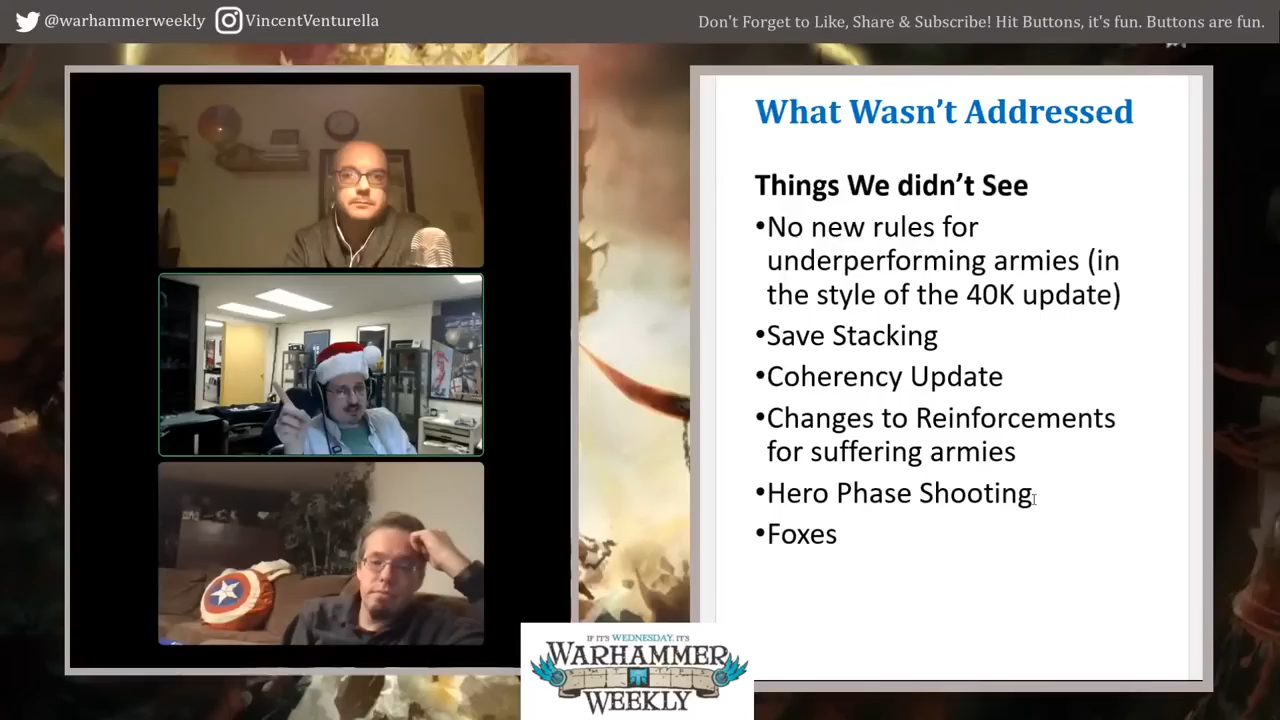 @warhammerweekly VincentVenturella
Don't Forget to Like, Share & Subscribe! Hit Buttons, it's fun. Buttons are fun.
What Wasn't Addressed
Things We didn't See
•No new rules for
underperforming armies (in
the style of the 40K update)
•Save Stacking
•Coherency Update
•Changes to Reinforcements
for suffering armies
•Hero Phase Shooting
•Foxes
IF IT'S WEDNESDAY, IT'S
WARHAMMER
WEEKLY